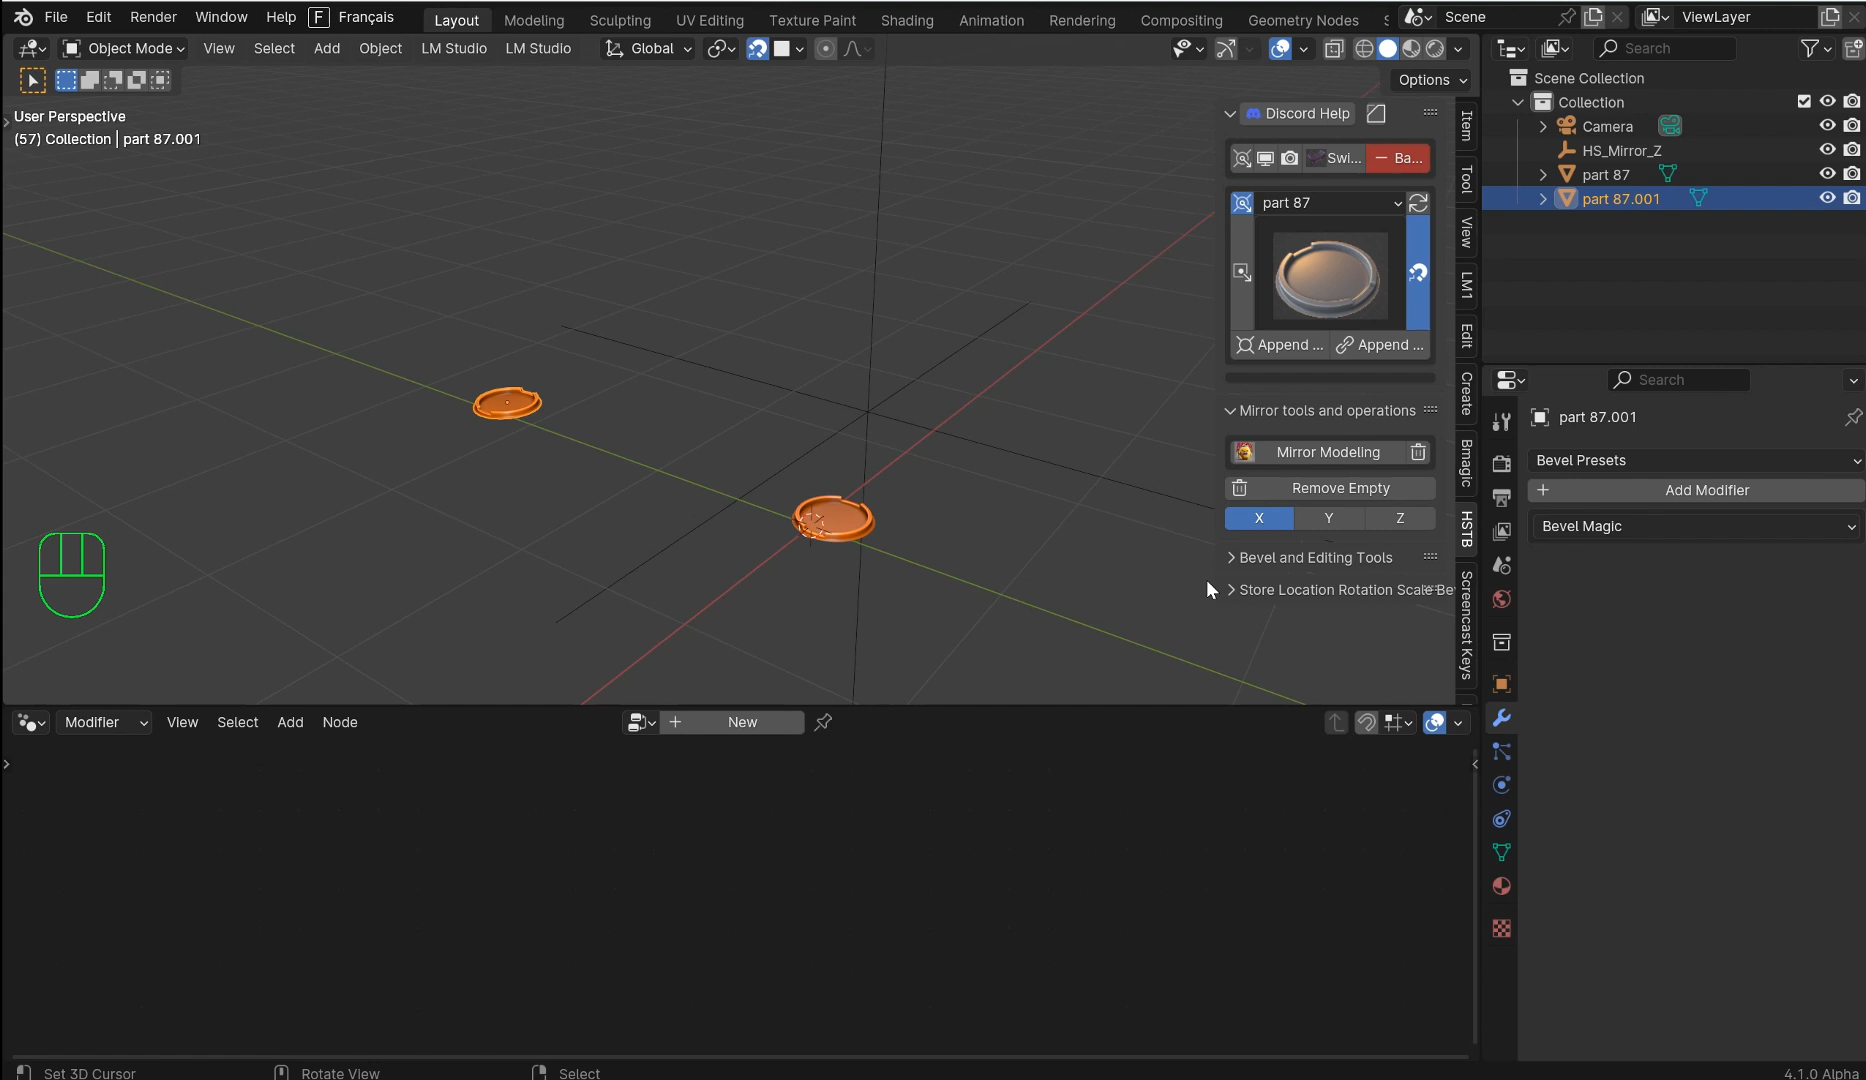 File Edit Render Window Help F Français Layout Modeling Sculpting UV Editing Texture Paint Shading Animation Rendering Compositing Geometry Nodes Scene ViewLayer
Object Mode View Select Add Object LM Studio LM Studio Global Search
Options
User Perspective
(57) Collection | part 87.001
Discord Help
Swi... Ba...
part 87
Append ... Append ...
Mirror tools and operations
Mirror Modeling
Remove Empty
X Y Z
Bevel and Editing Tools
Store Location Rotation Scale Be
Item
Tool
View
LM1
Edit
Create
Bmagic
HSTB
Screencast Keys
Scene Collection
Collection
Camera
HS_Mirror_Z
part 87
part 87.001
Search
part 87.001
Bevel Presets
Add Modifier
Bevel Magic
Modifier View Select Add Node New
Set 3D Cursor Rotate View Select 4.1.0 Alpha